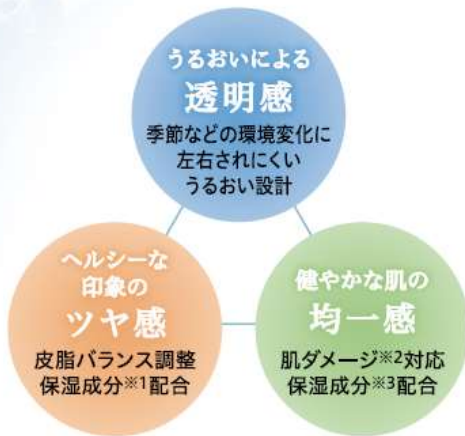 うるおいによる
透明感
季節などの環境変化に
左右されにくい
うるおい設計
ヘルシーな
印象の
ツヤ感
皮脂バランス調整
保湿成分※1配合
健やかな肌の
均一感
肌ダメージ※2対応
保湿成分※3配合